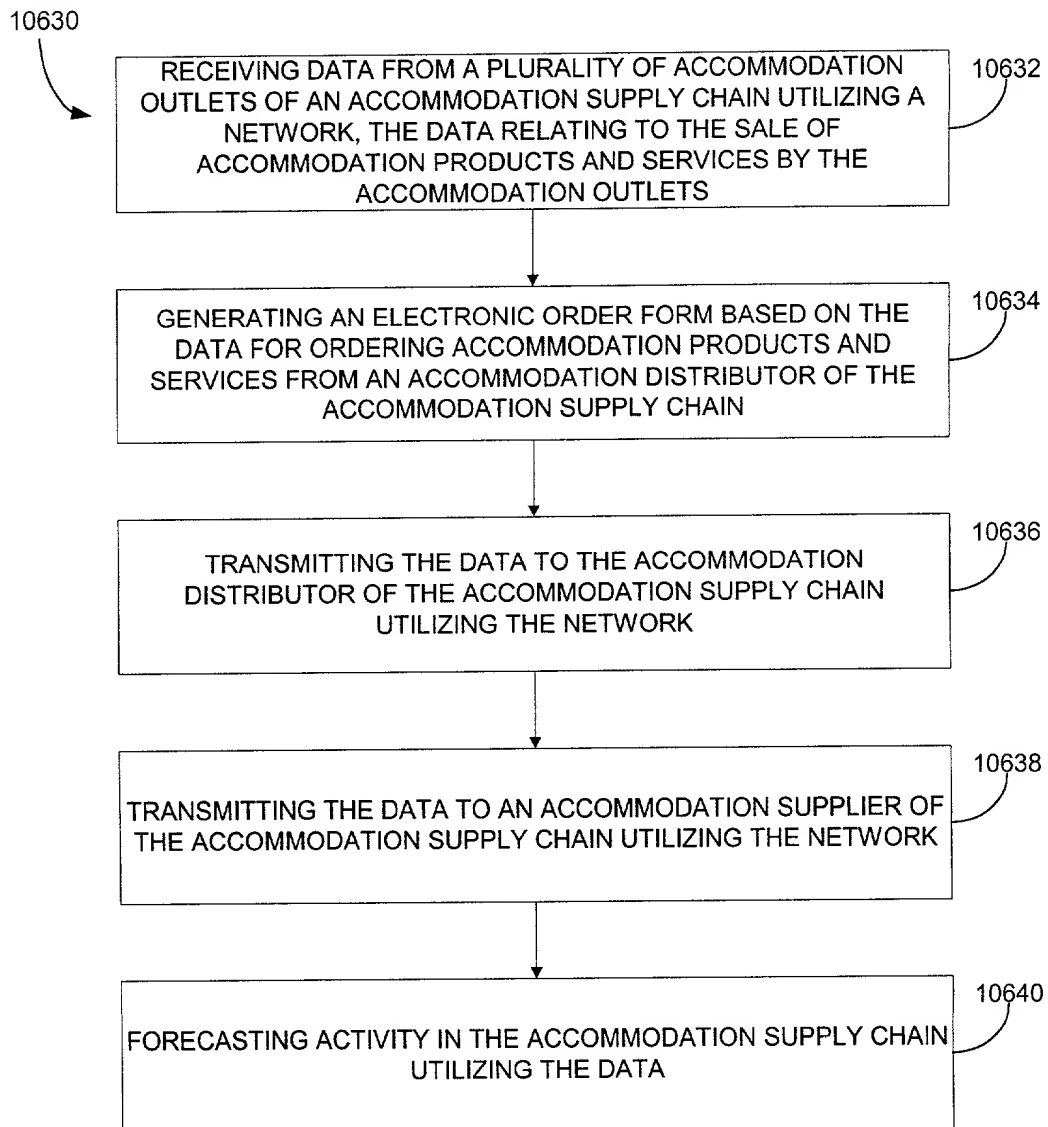 10630
RECEIVING DATA FROM A PLURALITY OF ACCOMMODATION
OUTLETS OF AN ACCOMMODATION SUPPLY CHAIN UTILIZING A
NETWORK, THE DATA RELATING TO THE SALE OF
ACCOMMODATION PRODUCTS AND SERVICES BY THE
ACCOMMODATION OUTLETS
10632
GENERATING AN ELECTRONIC ORDER FORM BASED ON THE
DATA FOR ORDERING ACCOMMODATION PRODUCTS AND
SERVICES FROM AN ACCOMMODATION DISTRIBUTOR OF THE
ACCOMMODATION SUPPLY CHAIN
10634
TRANSMITTING THE DATA TO THE ACCOMMODATION
DISTRIBUTOR OF THE ACCOMMODATION SUPPLY CHAIN
UTILIZING THE NETWORK
10636
TRANSMITTING THE DATA TO AN ACCOMMODATION SUPPLIER OF
THE ACCOMMODATION SUPPLY CHAIN UTILIZING THE NETWORK
10638
FORECASTING ACTIVITY IN THE ACCOMMODATION SUPPLY CHAIN
UTILIZING THE DATA
10640